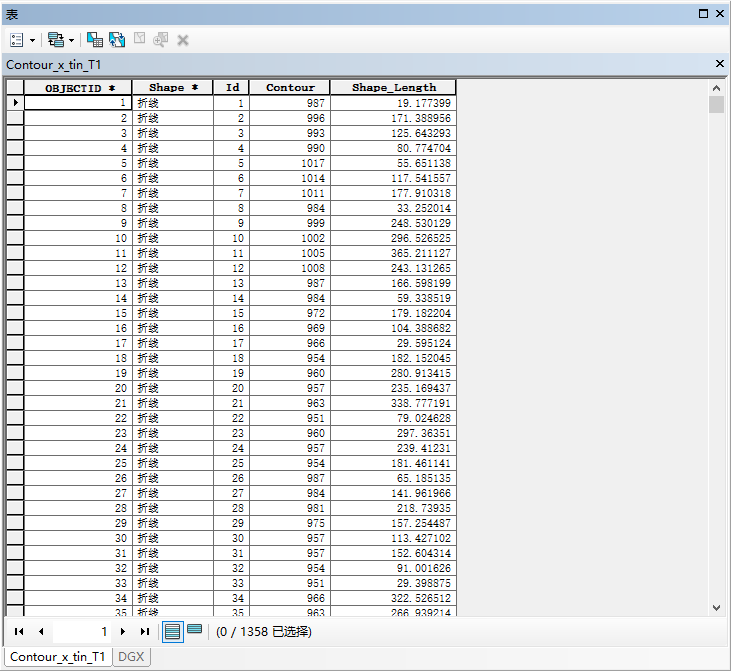 表
Contour_x_tin_T1
OBJECTID * Shape * Id Contour Shape_Length
1 折线 1 987 19.177399
2 折线 2 996 171.388956
3 折线 3 993 125.643293
4 折线 4 990 80.774704
5 折线 5 1017 55.651138
6 折线 6 1014 117.541557
7 折线 7 1011 177.910318
8 折线 8 984 33.252014
9 折线 9 999 248.530129
10 折线 10 1002 296.526525
11 折线 11 1005 365.211127
12 折线 12 1008 243.131265
13 折线 13 987 166.598199
14 折线 14 984 59.338519
15 折线 15 972 179.182204
16 折线 16 969 104.388682
17 折线 17 966 29.595124
18 折线 18 954 182.152045
19 折线 19 960 280.913415
20 折线 20 957 235.169437
21 折线 21 963 338.777191
22 折线 22 951 79.024628
23 折线 23 960 297.36351
24 折线 24 957 239.41231
25 折线 25 954 181.461141
26 折线 26 987 65.185135
27 折线 27 984 141.961966
28 折线 28 981 218.73935
29 折线 29 975 157.254487
30 折线 30 957 113.427102
31 折线 31 957 152.604314
32 折线 32 954 91.001626
33 折线 33 951 29.398875
34 折线 34 966 322.526512
35 折线 35 963 266.939214
1 (0 / 1358 已选择)
Contour_x_tin_T1 DGX